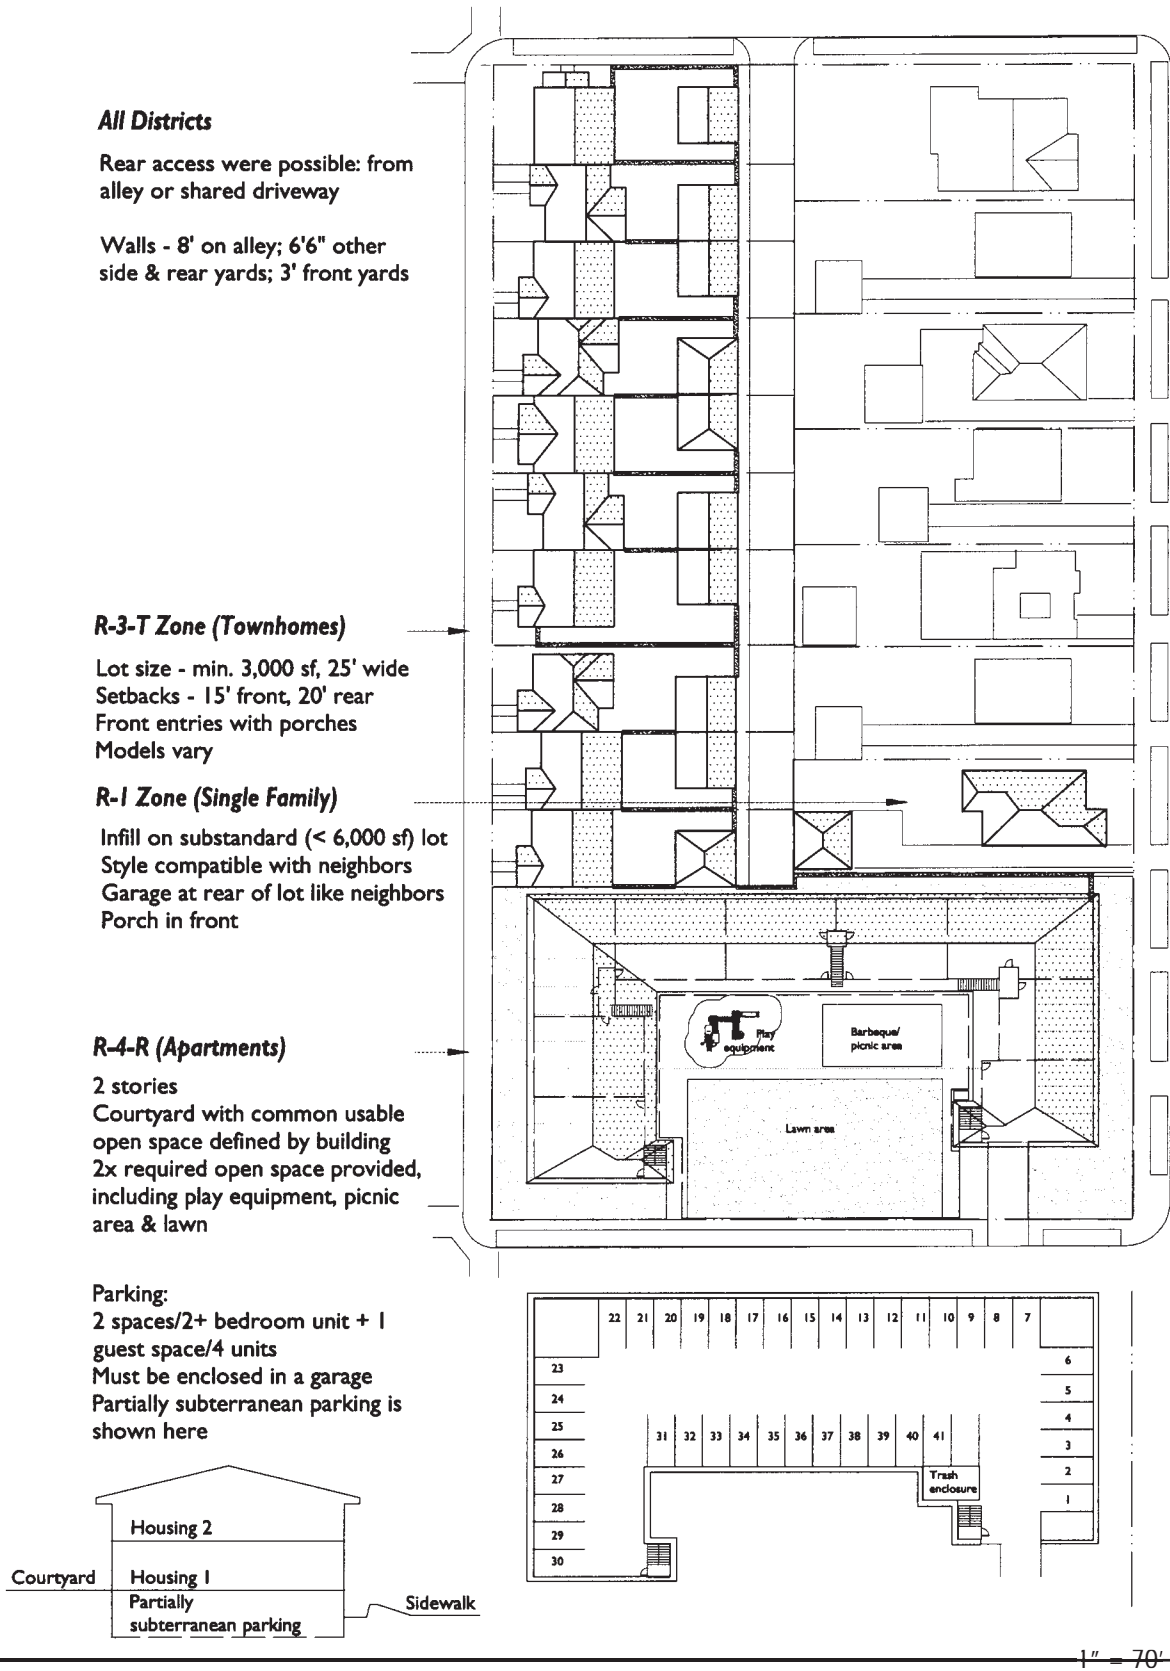 All Districts
Rear access were possible: from
alley or shared driveway
Walls - 8' on alley; 6'6" other
side & rear yards; 3' front yards
R-3-T Zone (Townhomes)
Lot size - min. 3,000 sf, 25' wide
Setbacks - 15' front, 20' rear
Front entries with porches
Models vary
R-1 Zone (Single Family)
Infill on substandard (< 6,000 sf) lot
Style compatible with neighbors
Garage at rear of lot like neighbors
Porch in front
Play
equipment
Barbeque/
picnic area
Lawn area
R-4-R (Apartments)
2 stories
Courtyard with common usable
open space defined by building
2x required open space provided,
including play equipment, picnic
area & lawn
Parking:
2 spaces/2+ bedroom unit + 1
guest space/4 units
Must be enclosed in a garage
Partially subterranean parking is
shown here
22 21 20 19 18 17 16 15 14 13 12 11 10 9 8 7
23
24
25
26
27
28
29
30
6
5
4
3
2
1
31 32 33 34 35 36 37 38 39 40 41
Trash
enclosure
Housing 2
Courtyard
Housing 1
Partially
subterranean parking
Sidewalk
1" = 70'